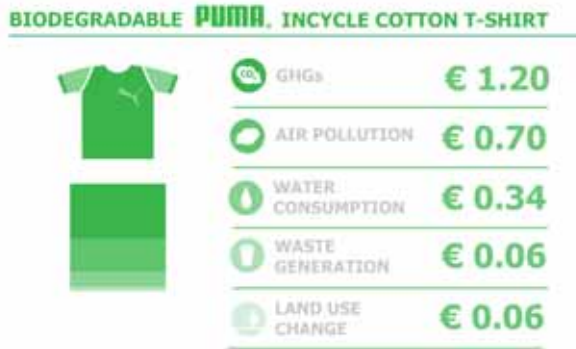 BIODEGRADABLE PUMA. INCYCLE COTTON T-SHIRT
CO₂
GHGs
€ 1.20
AIR POLLUTION
€ 0.70
WATER
CONSUMPTION
€ 0.34
WASTE
GENERATION
€ 0.06
LAND USE
CHANGE
€ 0.06